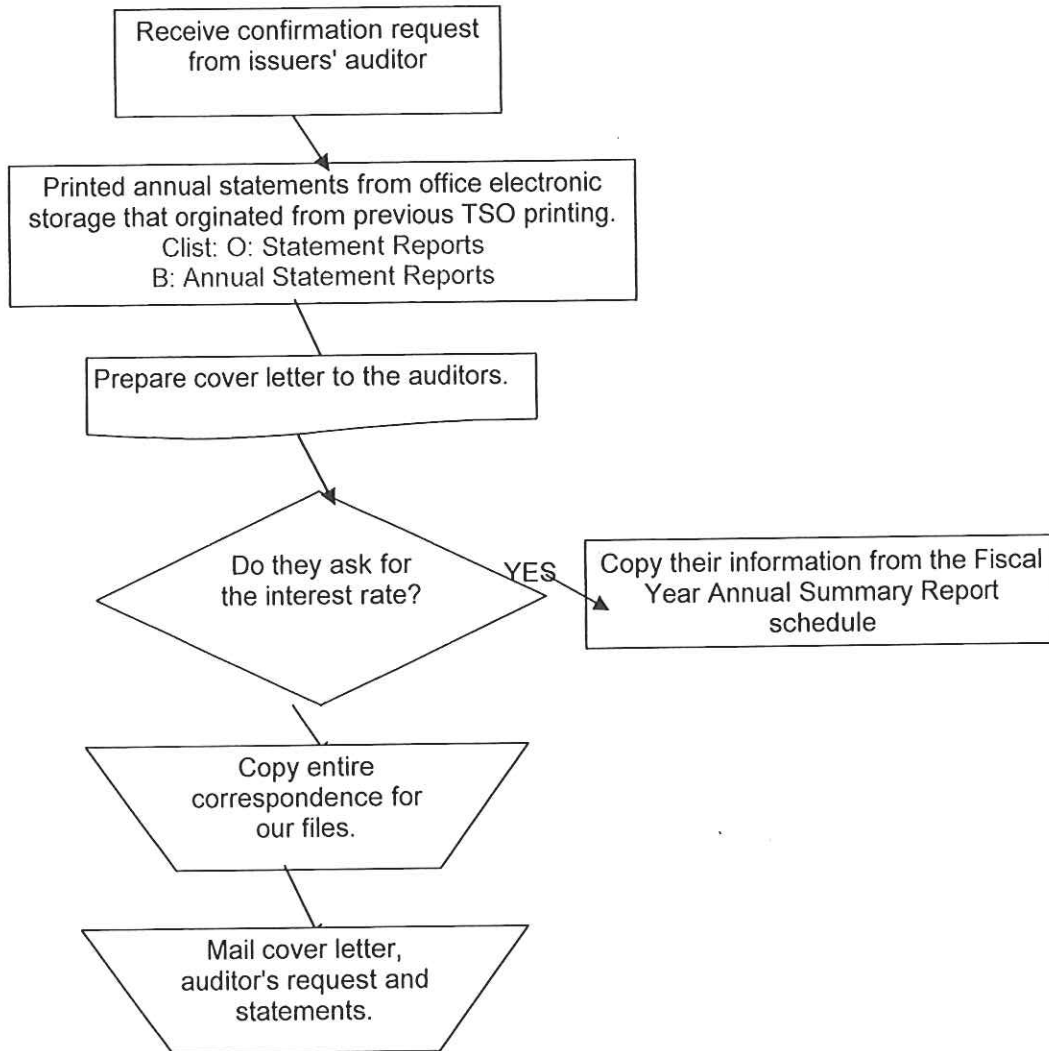 Receive confirmation request
from issuers' auditor
Printed annual statements from office electronic
storage that orginated from previous TSO printing.
Clist: O: Statement Reports
B: Annual Statement Reports
Prepare cover letter to the auditors.
Do they ask for
the interest rate?
YES
Copy their information from the Fiscal
Year Annual Summary Report
schedule
Copy entire
correspondence for
our files.
Mail cover letter,
auditor's request and
statements.